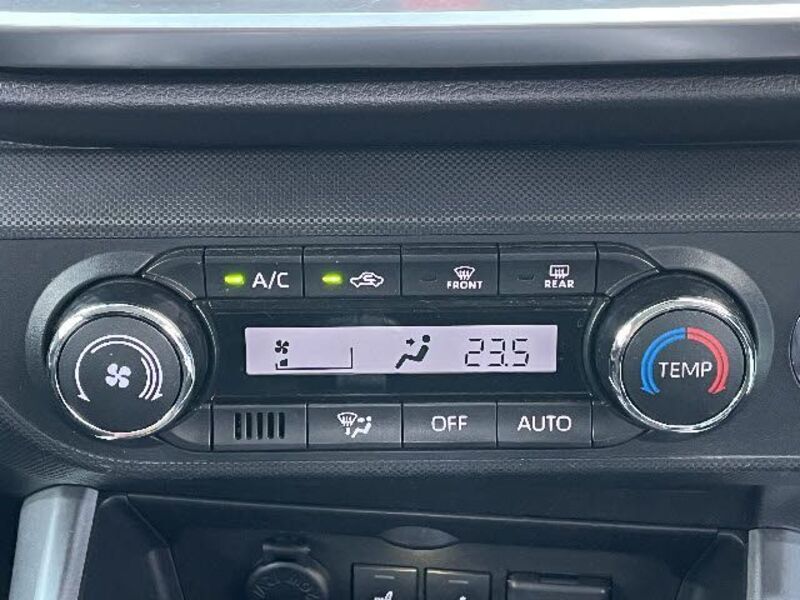 A/C
FRONT
REAR
23.5
TEMP
OFF
AUTO